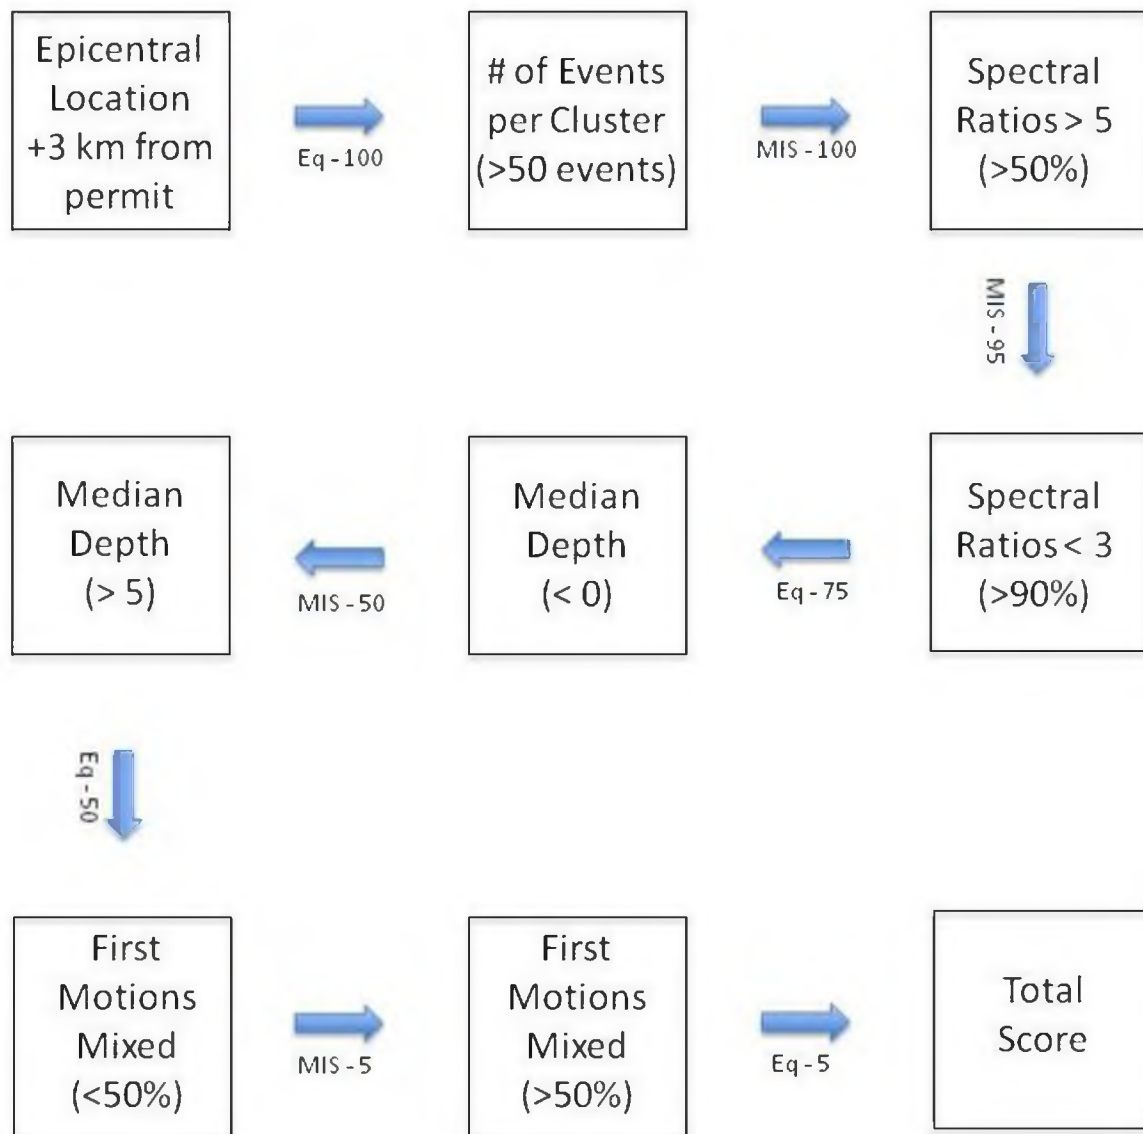 Epicentral
Location
+3 km from
permit
Eq - 100
# of Events
per Cluster
(>50 events)
MIS - 100
Spectral
Ratios > 5
(>50%)
MIS - 95
Spectral
Ratios < 3
(>90%)
Eq - 75
Median
Depth
(< 0)
MIS - 50
Median
Depth
(> 5)
Eq - 50
First
Motions
Mixed
(<50%)
MIS - 5
First
Motions
Mixed
(>50%)
Eq - 5
Total
Score